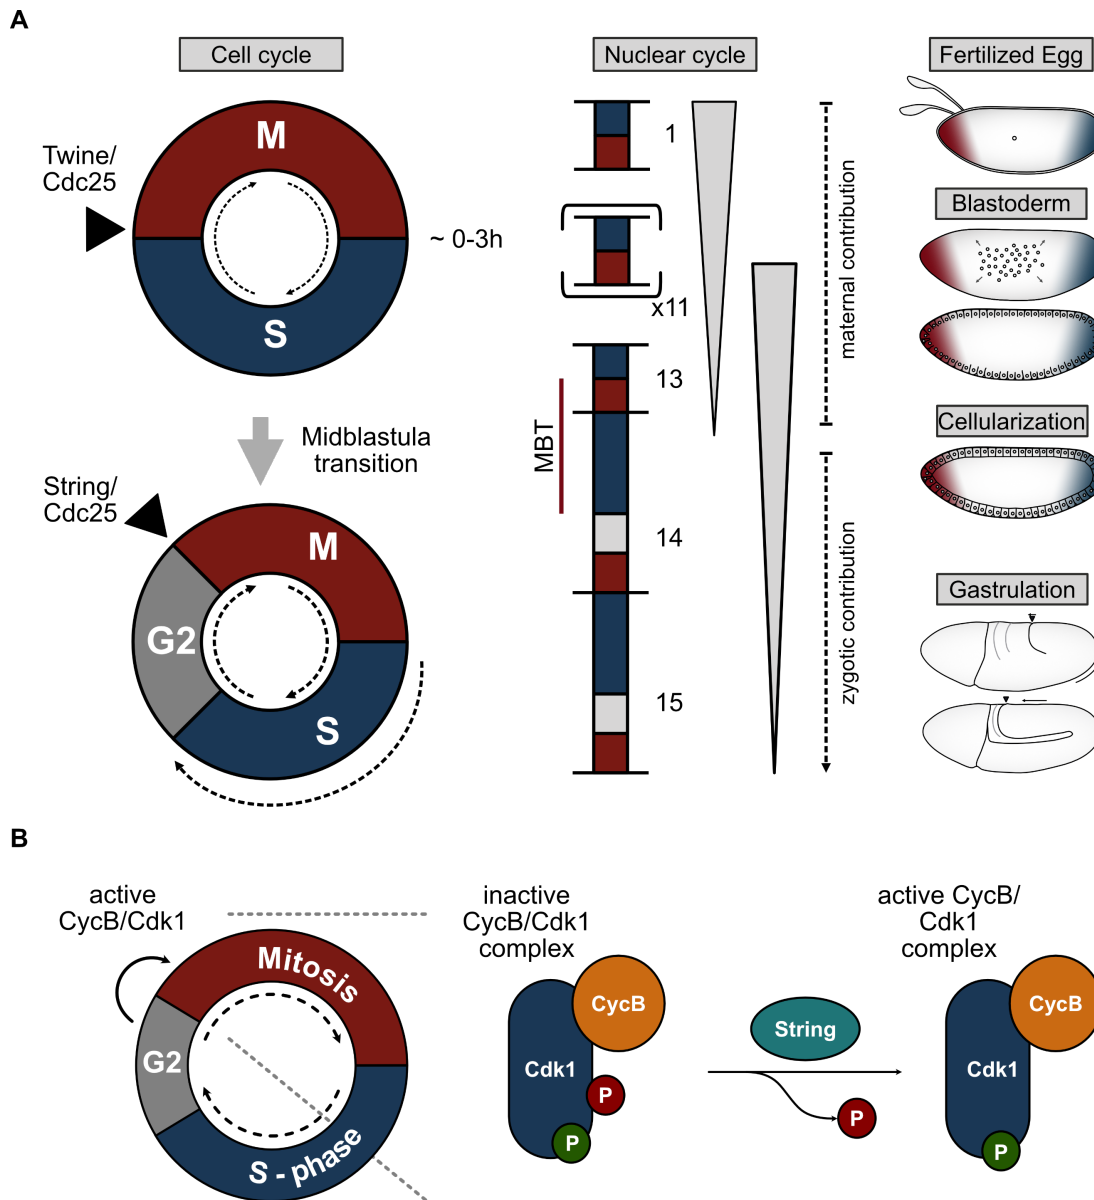 A
Cell cycle
Nuclear cycle
Fertilized Egg
M
Twine/
Cdc25
S
~ 0-3h
1
x11
13
MBT
14
15
maternal contribution
zygotic contribution
Blastoderm
Cellularization
Gastrulation
Midblastula
transition
String/
Cdc25
M
G2
S
B
active
CycB/Cdk1
Mitosis
G2
S - phase
inactive
CycB/Cdk1
complex
CycB
Cdk1
P
P
String
P
active CycB/
Cdk1
complex
CycB
Cdk1
P